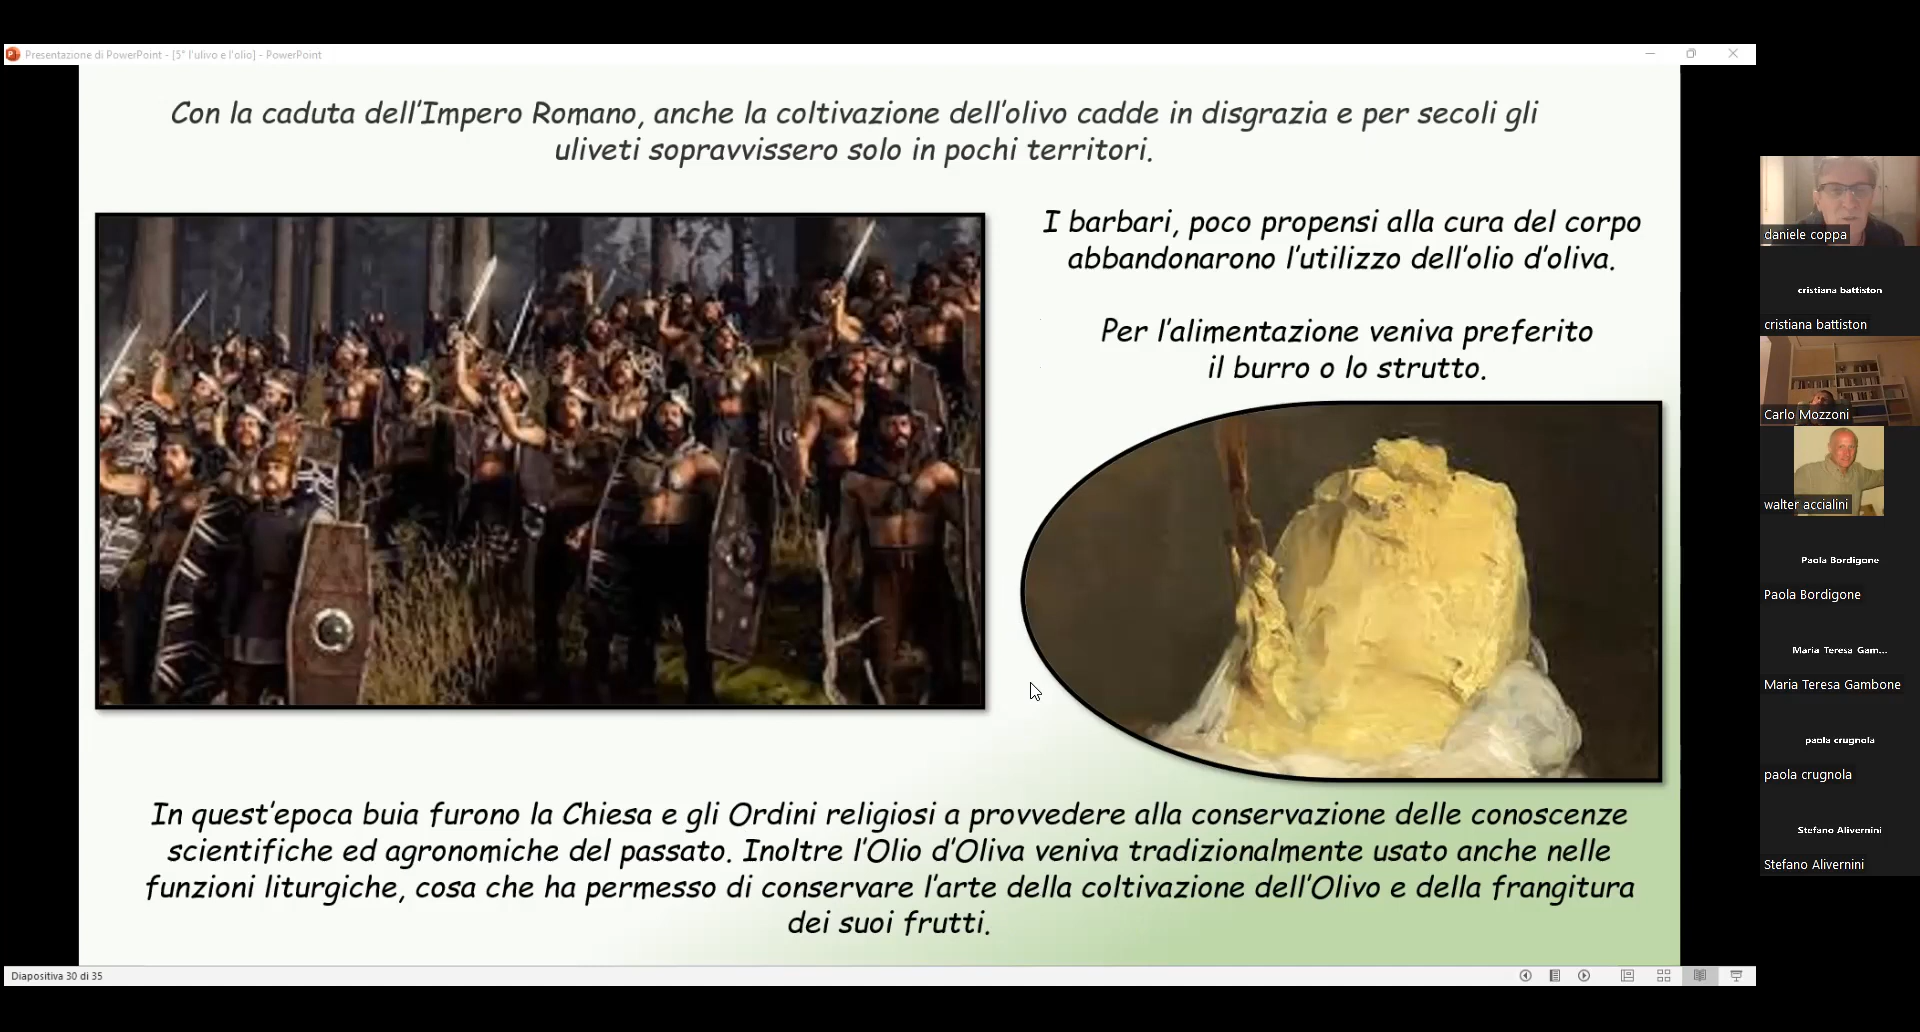 Presentazione di PowerPoint - [5° l'ulivo e l'olio] - PowerPoint
Con la caduta dell'Impero Romano, anche la coltivazione dell'olivo cadde in disgrazia e per secoli gli
uliveti sopravvissero solo in pochi territori.
I barbari, poco propensi alla cura del corpo
abbandonarono l'utilizzo dell'olio d'oliva.
Per l'alimentazione veniva preferito
il burro o lo strutto.
In quest'epoca buia furono la Chiesa e gli Ordini religiosi a provvedere alla conservazione delle conoscenze
scientifiche ed agronomiche del passato. Inoltre l'Olio d'Oliva veniva tradizionalmente usato anche nelle
funzioni liturgiche, cosa che ha permesso di conservare l'arte della coltivazione dell'Olivo e della frangitura
dei suoi frutti.
Diapositiva 30 di 35
daniele coppa
cristiana battiston
cristiana battiston
Carlo Mozzoni
walter accialini
Paola Bordigone
Paola Bordigone
Maria Teresa Gam...
Maria Teresa Gambone
paola crugnola
paola crugnola
Stefano Alivernini
Stefano Alivernini